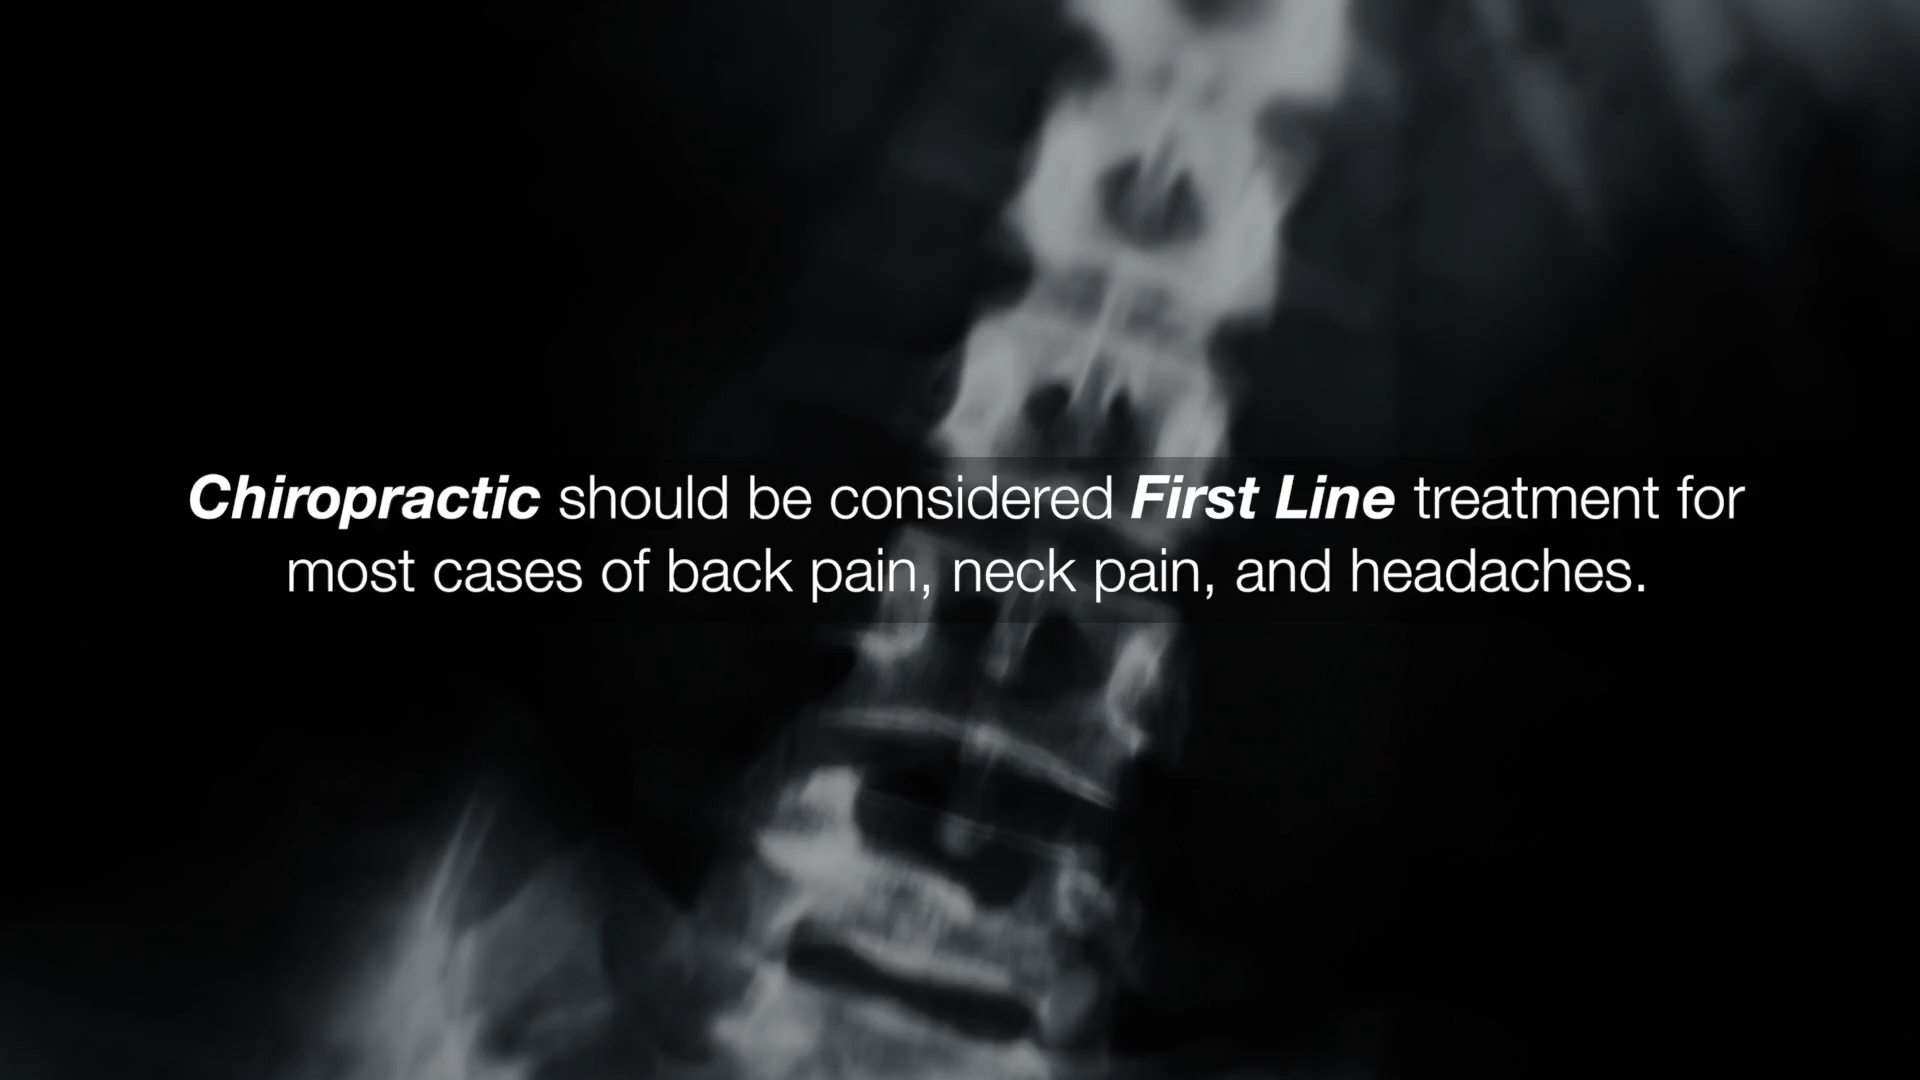 Chiropractic should be considered First Line treatment for
most cases of back pain, neck pain, and headaches.